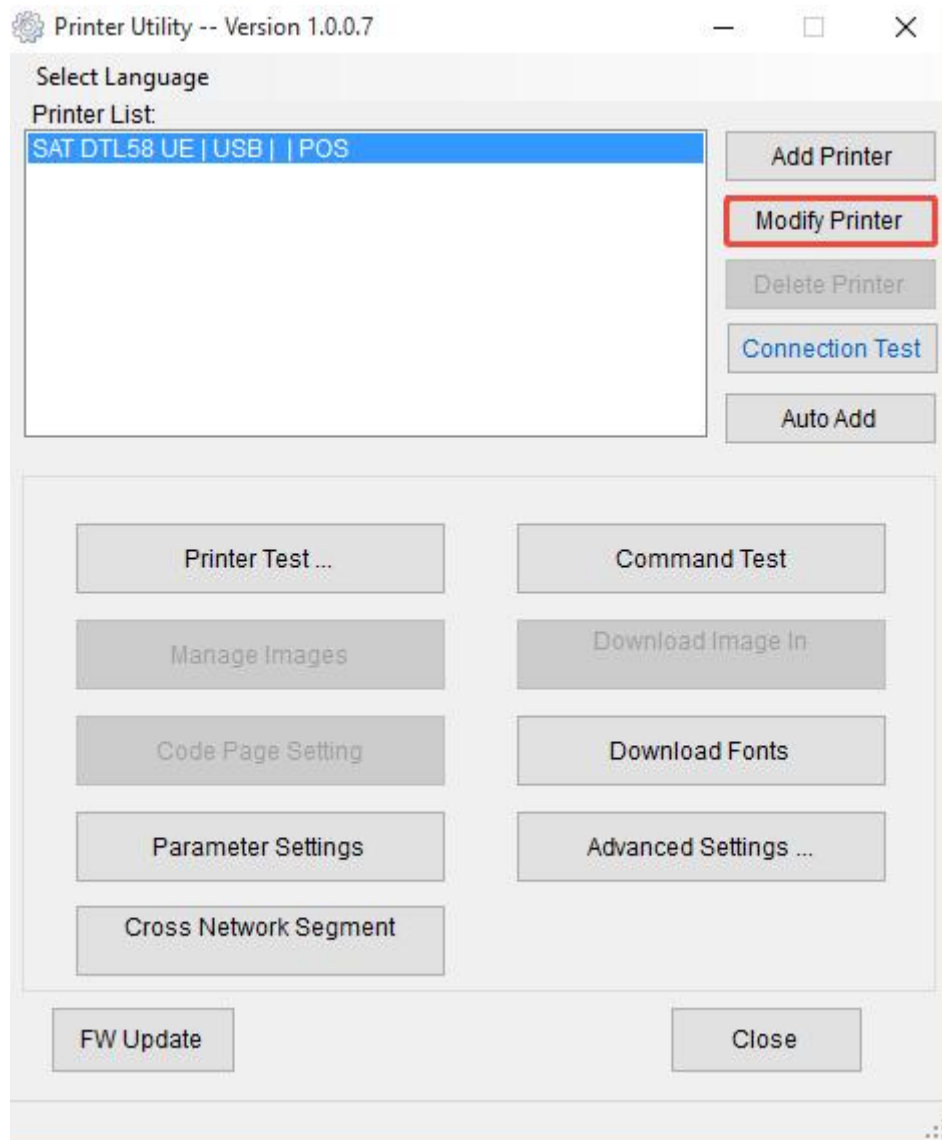 Printer Utility -- Version 1.0.0.7
Select Language
Printer List:
SAT DTL58 UE | USB | | POS
Add Printer
Modify Printer
Delete Printer
Connection Test
Auto Add
Printer Test ...
Command Test
Manage Images
Download Image In
Code Page Setting
Download Fonts
Parameter Settings
Advanced Settings ...
Cross Network Segment
FW Update
Close